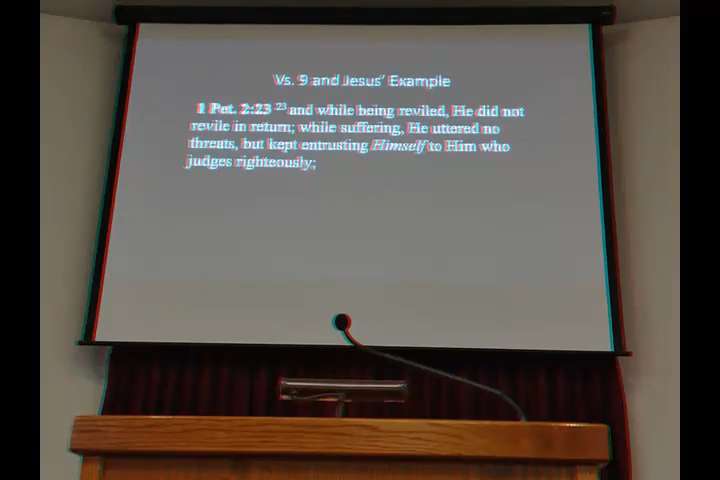 Vs. 9 and Jesus' Example
1 Pet. 2:23 23 and while being reviled, He did not
revile in return; while suffering, He uttered no
threats, but kept entrusting Himself to Him who
judges righteously;